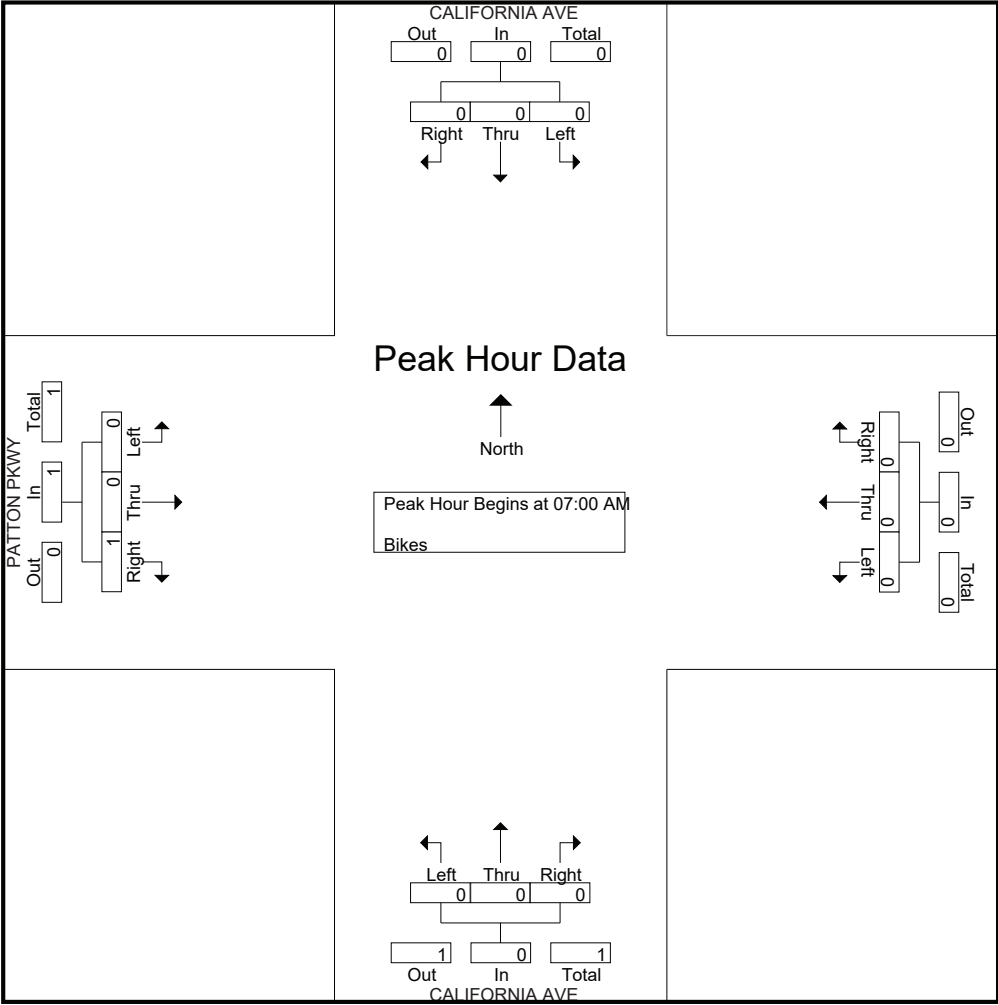 CALIFORNIA AVE
Out In Total
0 0 0
0 0 0
Right Thru Left
Peak Hour Data
North
Peak Hour Begins at 07:00 AM
Bikes
PATTON PKWY
Out In Total
0 1 1
Right Thru Left
1 0 0
Out In Total
0 0 0
Right Thru Left
0 0 0
Left Thru Right
0 0 0
1 0 1
Out In Total
CALIFORNIA AVE